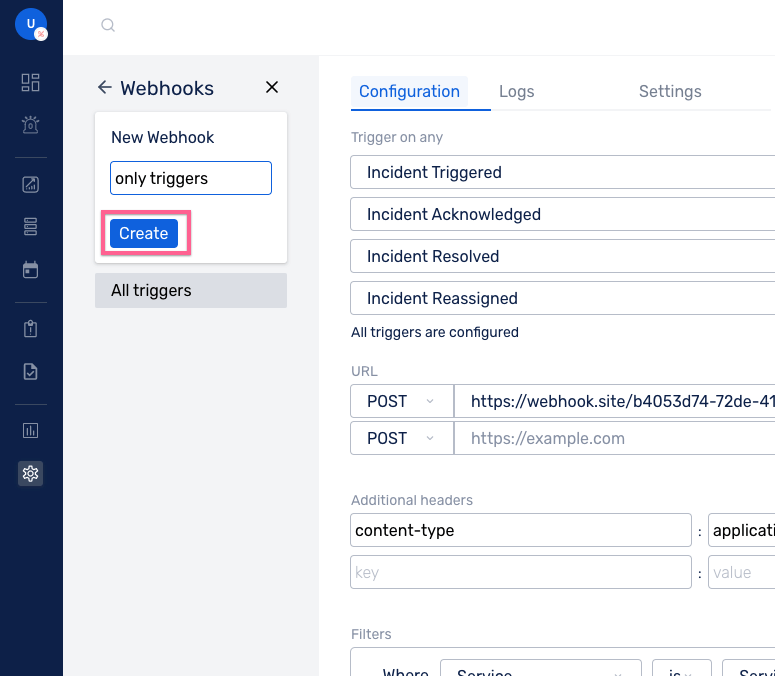 U
Webhooks
New Webhook
only triggers
Create
All triggers
Configuration
Logs
Settings
Trigger on any
Incident Triggered
Incident Acknowledged
Incident Resolved
Incident Reassigned
All triggers are configured
URL
POST
https://webhook.site/b4053d74-72de-41
POST
https://example.com
Additional headers
content-type : applicati
key : value
Filters
Where Service is Servi